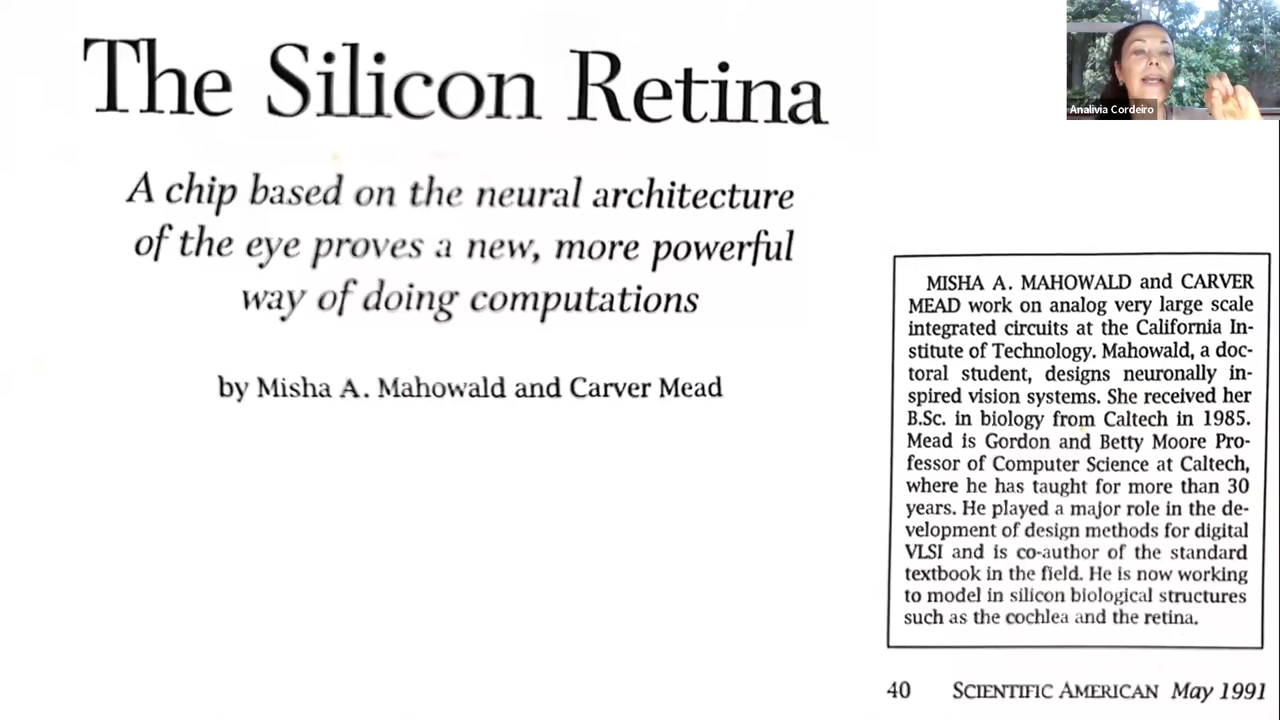 The Silicon Retina
A chip based on the neural architecture
of the eye proves a new, more powerful
way of doing computations
by Misha A. Mahowald and Carver Mead
Analivia Cordeiro
MISHA A. MAHOWALD and CARVER
MEAD work on analog very large scale
integrated circuits at the California In-
stitute of Technology. Mahowald, a doc-
toral student, designs neuronally in-
spired vision systems. She received her
B.Sc. in biology from Caltech in 1985.
Mead is Gordon and Betty Moore Pro-
fessor of Computer Science at Caltech,
where he has taught for more than 30
years. He played a major role in the de-
velopment of design methods for digital
VLSI and is co-author of the standard
textbook in the field. He is now working
to model in silicon biological structures
such as the cochlea and the retina.
40 SCIENTIFIC AMERICAN May 1991